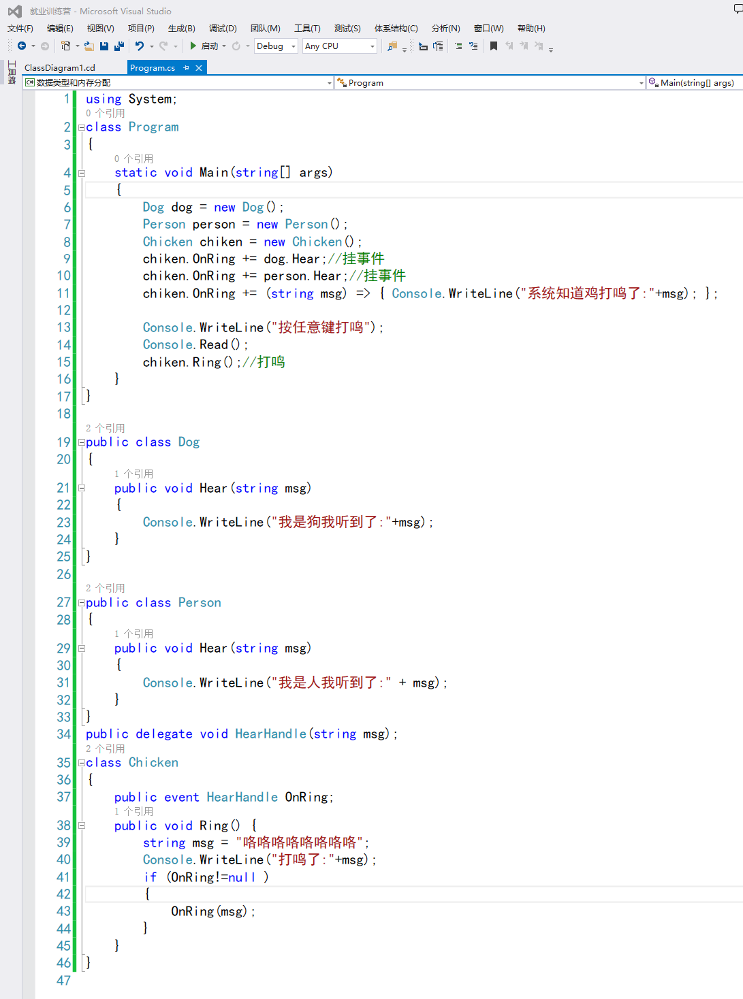 就业训练营 - Microsoft Visual Studio
文件(F) 编辑(E) 视图(V) 项目(P) 生成(B) 调试(D) 团队(M) 工具(T) 测试(S) 体系结构(C) 分析(N) 窗口(W) 帮助(H)
启动 Debug Any CPU
工具箱
ClassDiagram1.cd Program.cs
C# 数据类型和内存分配 Program Main(string[] args)
1 using System;
0 个引用
2 class Program
3 {
0 个引用
4 static void Main(string[] args)
5 {
6 Dog dog = new Dog();
7 Person person = new Person();
8 Chicken chiken = new Chicken();
9 chiken.OnRing += dog.Hear;//挂事件
10 chiken.OnRing += person.Hear;//挂事件
11 chiken.OnRing += (string msg) => { Console.WriteLine("系统知道鸡打鸣了:"+msg); };
12
13 Console.WriteLine("按任意键打鸣");
14 Console.Read();
15 chiken.Ring();//打鸣
16 }
17 }
18
2 个引用
19 public class Dog
20 {
1 个引用
21 public void Hear(string msg)
22 {
23 Console.WriteLine("我是狗我听到了:"+msg);
24 }
25 }
26
2 个引用
27 public class Person
28 {
1 个引用
29 public void Hear(string msg)
30 {
31 Console.WriteLine("我是人我听到了:" + msg);
32 }
33 }
34 public delegate void HearHandle(string msg);
2 个引用
35 class Chicken
36 {
37 public event HearHandle OnRing;
1 个引用
38 public void Ring() {
39 string msg = "咯咯咯咯咯咯咯咯";
40 Console.WriteLine("打鸣了:"+msg);
41 if (OnRing!=null )
42 {
43 OnRing(msg);
44 }
45 }
46 }
47